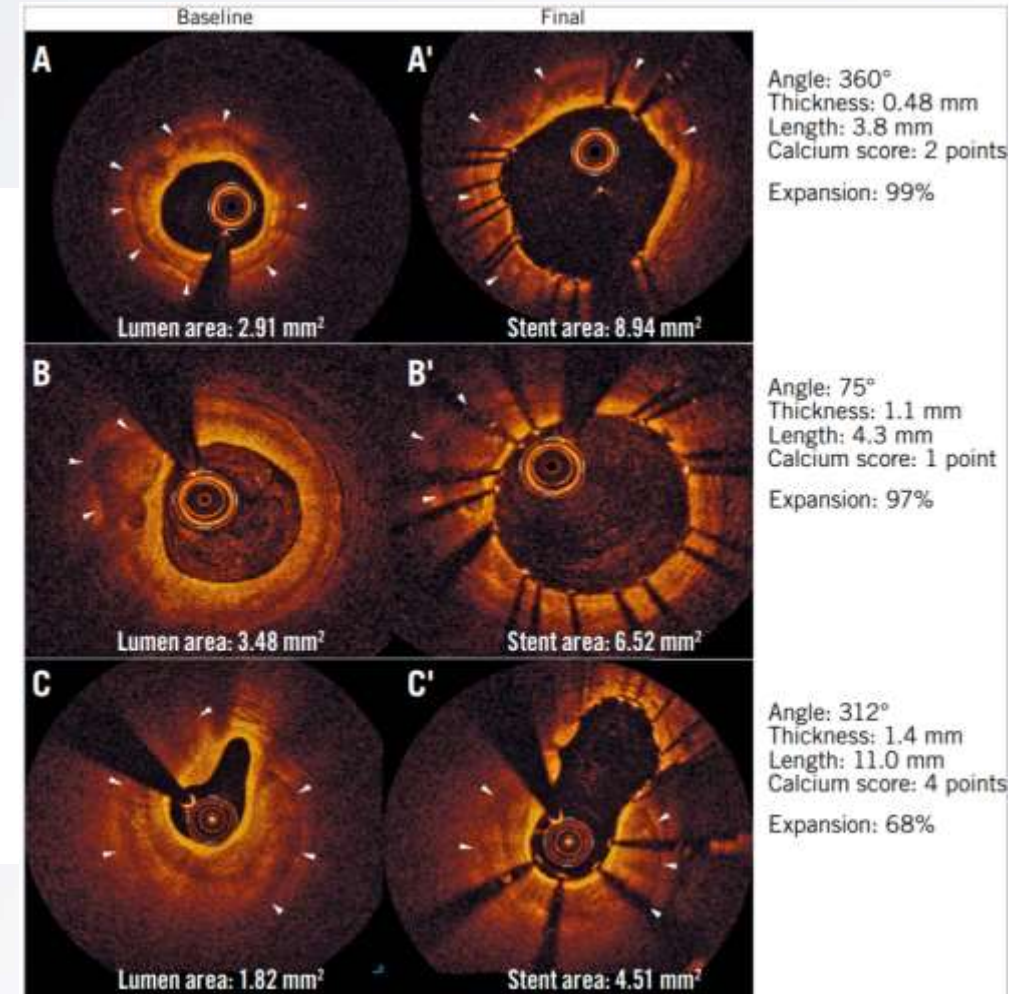 Baseline
Final
A
A'
Lumen area: 2.91 mm²
Stent area: 8.94 mm²
Angle: 360°
Thickness: 0.48 mm
Length: 3.8 mm
Calcium score: 2 points
Expansion: 99%
B
B'
Lumen area: 3.48 mm²
Stent area: 6.52 mm²
Angle: 75°
Thickness: 1.1 mm
Length: 4.3 mm
Calcium score: 1 point
Expansion: 97%
C
C'
Lumen area: 1.82 mm²
Stent area: 4.51 mm²
Angle: 312°
Thickness: 1.4 mm
Length: 11.0 mm
Calcium score: 4 points
Expansion: 68%